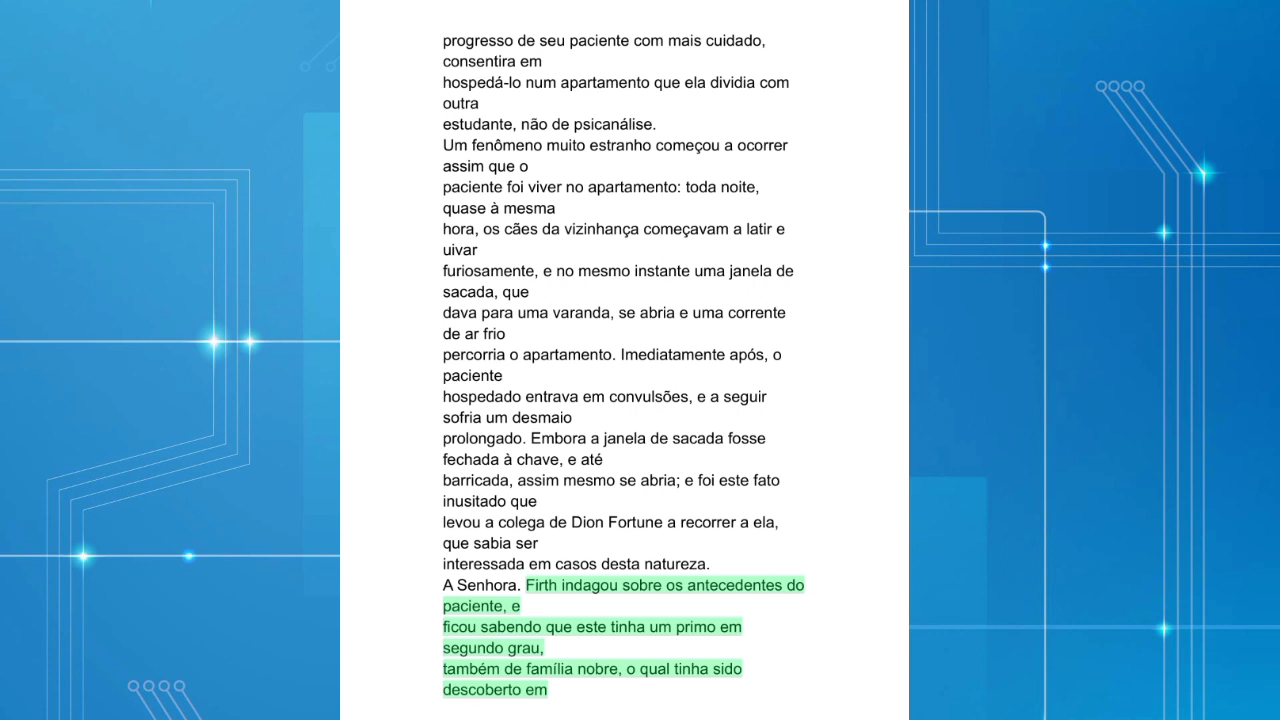 progresso de seu paciente com mais cuidado,
consentira em
hospedá-lo num apartamento que ela dividia com
outra
estudante, não de psicanálise.
Um fenômeno muito estranho começou a ocorrer
assim que o
paciente foi viver no apartamento: toda noite,
quase à mesma
hora, os cães da vizinhança começavam a latir e
uivar
furiosamente, e no mesmo instante uma janela de
sacada, que
dava para uma varanda, se abria e uma corrente
de ar frio
percorria o apartamento. Imediatamente após, o
paciente
hospedado entrava em convulsões, e a seguir
sofria um desmaio
prolongado. Embora a janela de sacada fosse
fechada à chave, e até
barricada, assim mesmo se abria; e foi este fato
inusitado que
levou a colega de Dion Fortune a recorrer a ela,
que sabia ser
interessada em casos desta natureza.
A Senhora. Firth indagou sobre os antecedentes do
paciente, e
ficou sabendo que este tinha um primo em
segundo grau,
também de família nobre, o qual tinha sido
descoberto em